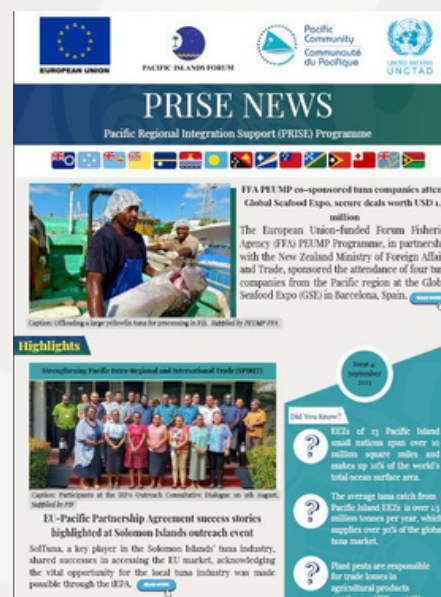 EUROPEAN UNION
PACIFIC ISLANDS FORUM
Pacific
Community
Communauté
du Pacifique
UNITED NATIONS
UNCTAD
PRISE NEWS
Pacific Regional Integration Support (PRISE) Programme
FFA PEUMP co-sponsored tuna companies atten
Global Seafood Expo, secure deals worth USD 1.
million
The European Union-funded Forum Fisheri
Agency (FFA) PEUMP Programme, in partnersh
with the New Zealand Ministry of Foreign Affai
and Trade, sponsored the attendance of four tun
companies from the Pacific region at the Glob
Seafood Expo (GSE) in Barcelona, Spain.
Caption: Offloading a large yellowfin tuna for processing in Fiji. Supplied by PEUMP FFA
Highlights
Strengthening Pacific Intra-Regional and International Trade (SPIRIT)
Caption: Participants at the IEPA Outreach Consultative Dialogue on 9th August.
Supplied by PIF
EU-Pacific Partnership Agreement success stories
highlighted at Solomon Islands outreach event
SolTuna, a key player in the Solomon Islands' tuna industry,
shared successes in accessing the EU market, acknowledging
the vital opportunity for the local tuna industry was made
possible through the iEPA.
READ MORE
Issue 4:
September
2023
Did You Know?
EEZs of 23 Pacific Island
small nations span over 10
million square miles and
makes up 10% of the world's
total ocean surface area.
The average tuna catch from
Pacific Island EEZs is over 1.5
million tonnes per year, which
supplies over 30% of the global
tuna market.
Plant pests are responsible
for trade losses in
agricultural products